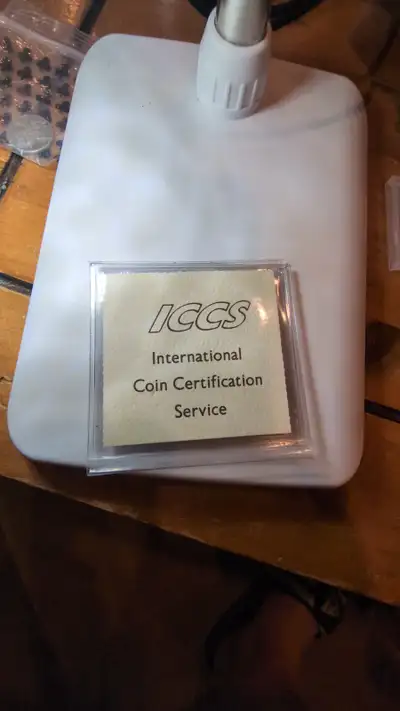 ICCS
International
Coin Certification
Service